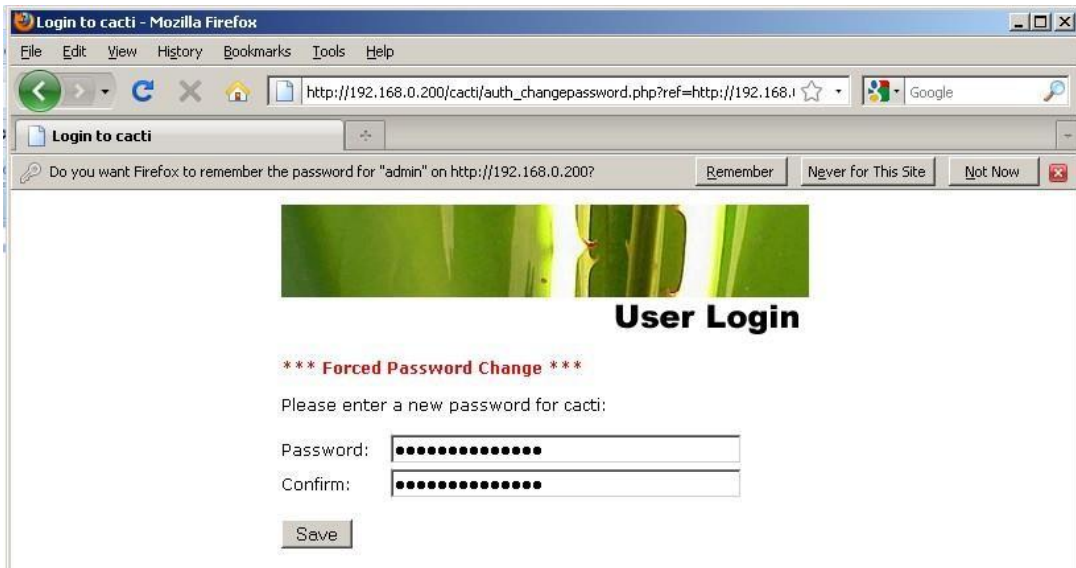 Login to cacti - Mozilla Firefox
File Edit View History Bookmarks Tools Help
http://192.168.0.200/cacti/auth_changepassword.php?ref=http://192.168.( Google
Login to cacti
Do you want Firefox to remember the password for "admin" on http://192.168.0.200? Remember Never for This Site Not Now
User Login
*** Forced Password Change ***
Please enter a new password for cacti:
Password: ●●●●●●●●●●●●●●
Confirm: ●●●●●●●●●●●●●●
Save